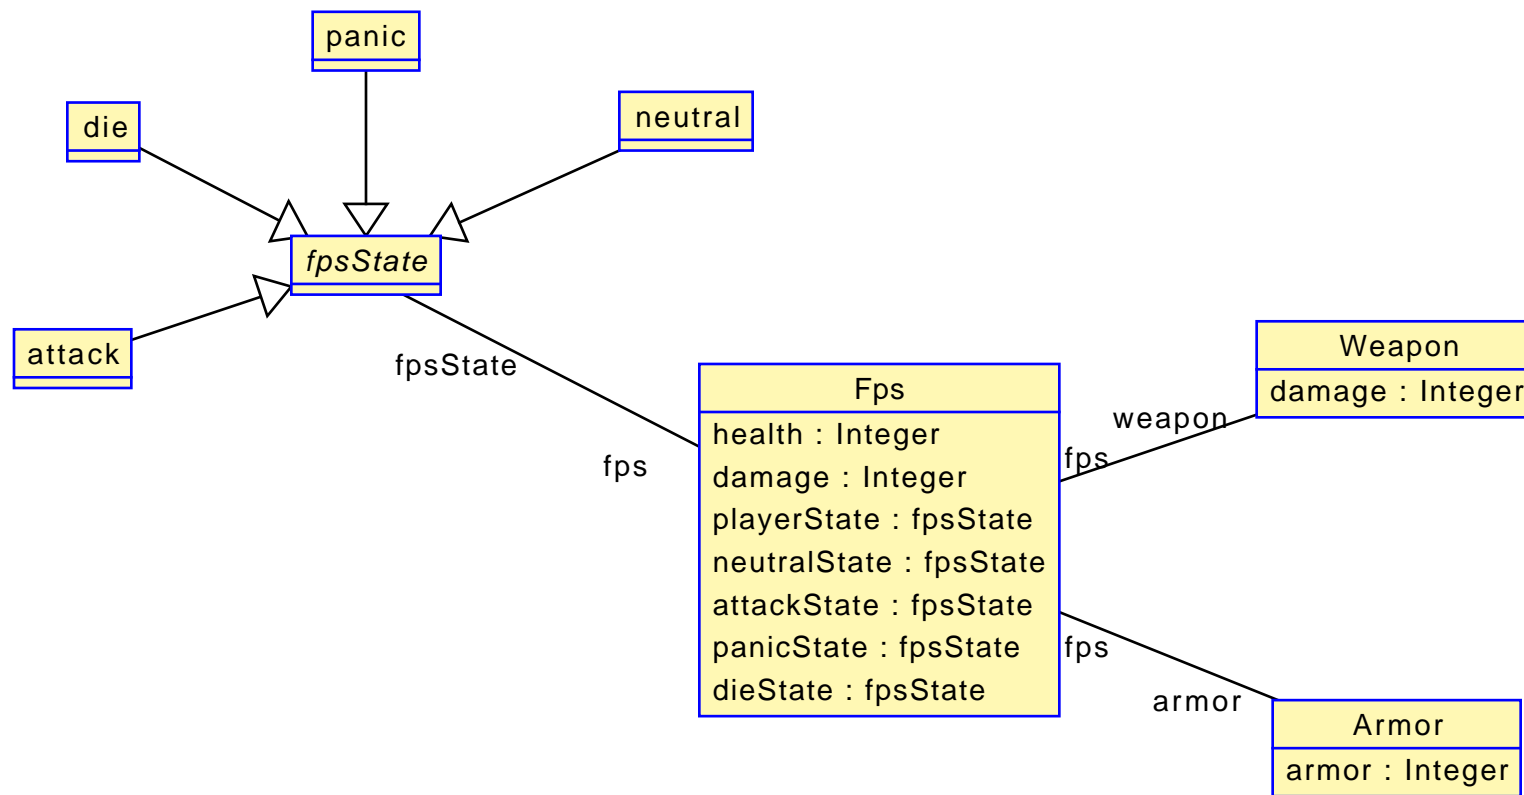 panic
die
neutral
fpsState
attack
fpsState
fps
Fps
health : Integer
damage : Integer
playerState : fpsState
neutralState : fpsState
attackState : fpsState
panicState : fpsState
dieState : fpsState
weapon
fps
Weapon
damage : Integer
fps
armor
Armor
armor : Integer